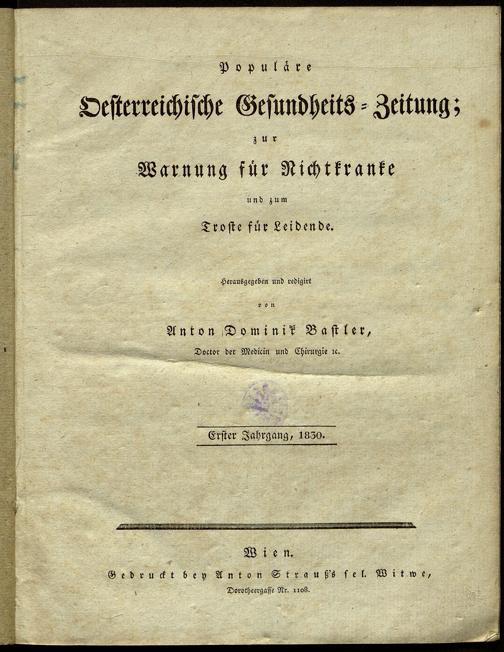 Populäre
Oesterreichische Gesundheits-Zeitung;
zur
Warnung für Nichtkranke
und zum
Troste für Leidende.
Herausgegeben und redigirt
von
Anton Dominik Bastler,
Doctor der Medicin und Chirurgie ꝛc.
Erster Jahrgang, 1830.
Wien.
Gedruckt bey Anton Strauß's sel. Witwe,
Dorotheergasse Nr. 1108.